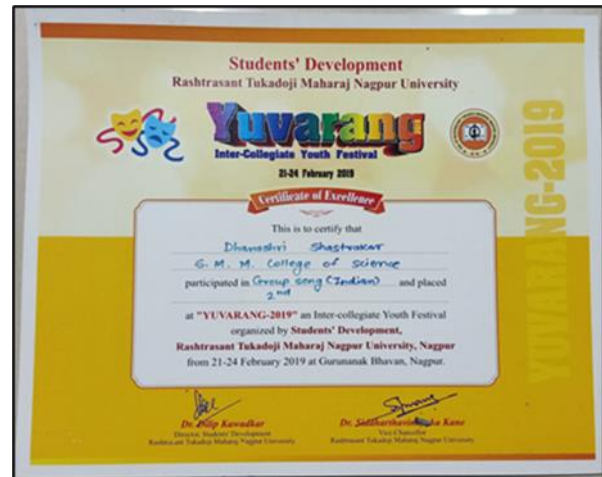 Students' Development
Rashtrasant Tukadoji Maharaj Nagpur University
Yuvarang
Inter-Collegiate Youth Festival
21-24 February 2019
Certificate of Excellence
This is to certify that
Dhanashri Shastrakar
S. M. M. College of Science
participated in Group song (Indian) and placed
2nd
at "YUVARANG-2019" an Inter-collegiate Youth Festival
organized by Students' Development,
Rashtrasant Tukadoji Maharaj Nagpur University, Nagpur
from 21-24 February 2019 at Gurunanak Bhavan, Nagpur.
Dr. Dilip Kawadkar
Director, Students' Development
Rashtrasant Tukadoji Maharaj Nagpur University
Dr. Kane
Vice Chancellor
Rashtrasant Tukadoji Maharaj Nagpur University
YUVARANG-2019